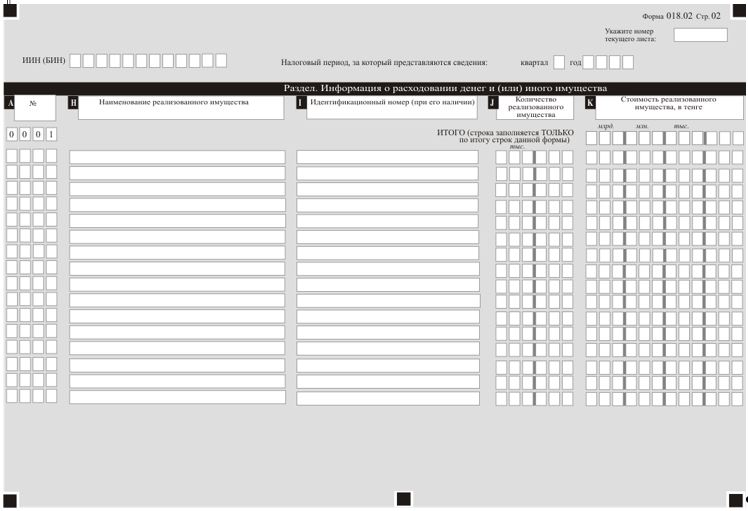 Форма 018.02 Стр. 02
Укажите номер
текущего листа:
ИИН (БИН)
Налоговый период, за который представляются сведения: квартал год
Раздел. Информация о расходовании денег и (или) иного имущества
A № H Наименование реализованного имущества I Идентификационный номер (при его наличии) J Количество реализованного имущества K Стоимость реализованного имущества, в тенге
млрд. млн. тыс.
0 0 0 1 ИТОГО (строка заполняется ТОЛЬКО
по итогу строк данной формы)
тыс.